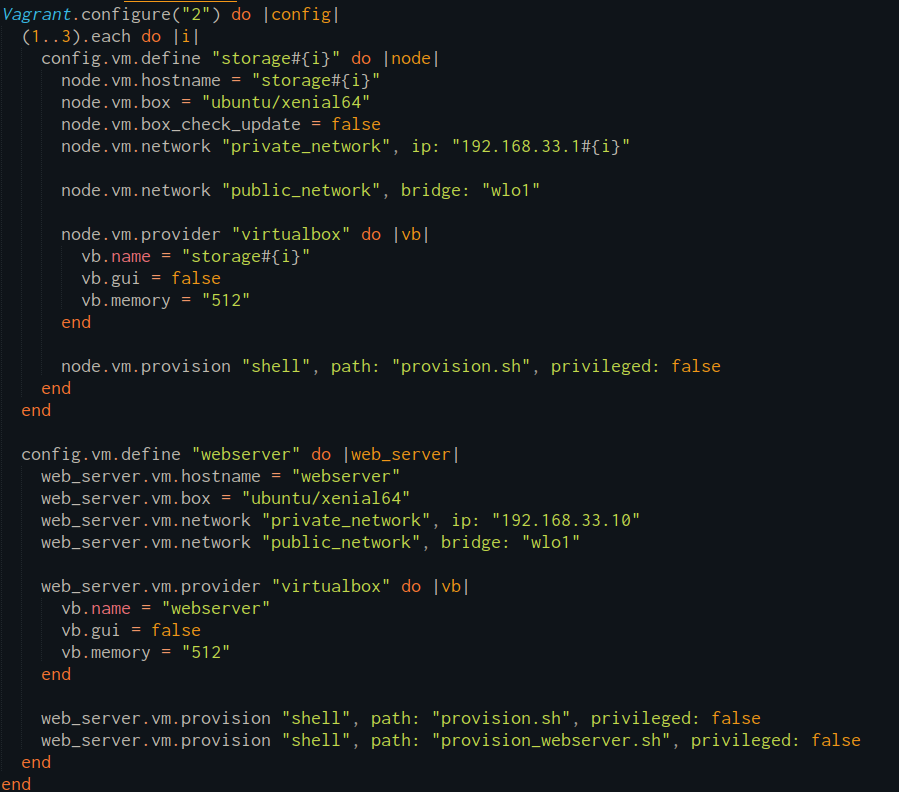 Vagrant.configure("2") do |config|
  (1..3).each do |i|
    config.vm.define "storage#{i}" do |node|
      node.vm.hostname = "storage#{i}"
      node.vm.box = "ubuntu/xenial64"
      node.vm.box_check_update = false
      node.vm.network "private_network", ip: "192.168.33.1#{i}"

      node.vm.network "public_network", bridge: "wlo1"

      node.vm.provider "virtualbox" do |vb|
        vb.name = "storage#{i}"
        vb.gui = false
        vb.memory = "512"
      end

      node.vm.provision "shell", path: "provision.sh", privileged: false
    end
  end

  config.vm.define "webserver" do |web_server|
    web_server.vm.hostname = "webserver"
    web_server.vm.box = "ubuntu/xenial64"
    web_server.vm.network "private_network", ip: "192.168.33.10"
    web_server.vm.network "public_network", bridge: "wlo1"

    web_server.vm.provider "virtualbox" do |vb|
      vb.name = "webserver"
      vb.gui = false
      vb.memory = "512"
    end

    web_server.vm.provision "shell", path: "provision.sh", privileged: false
    web_server.vm.provision "shell", path: "provision_webserver.sh", privileged: false
  end
end